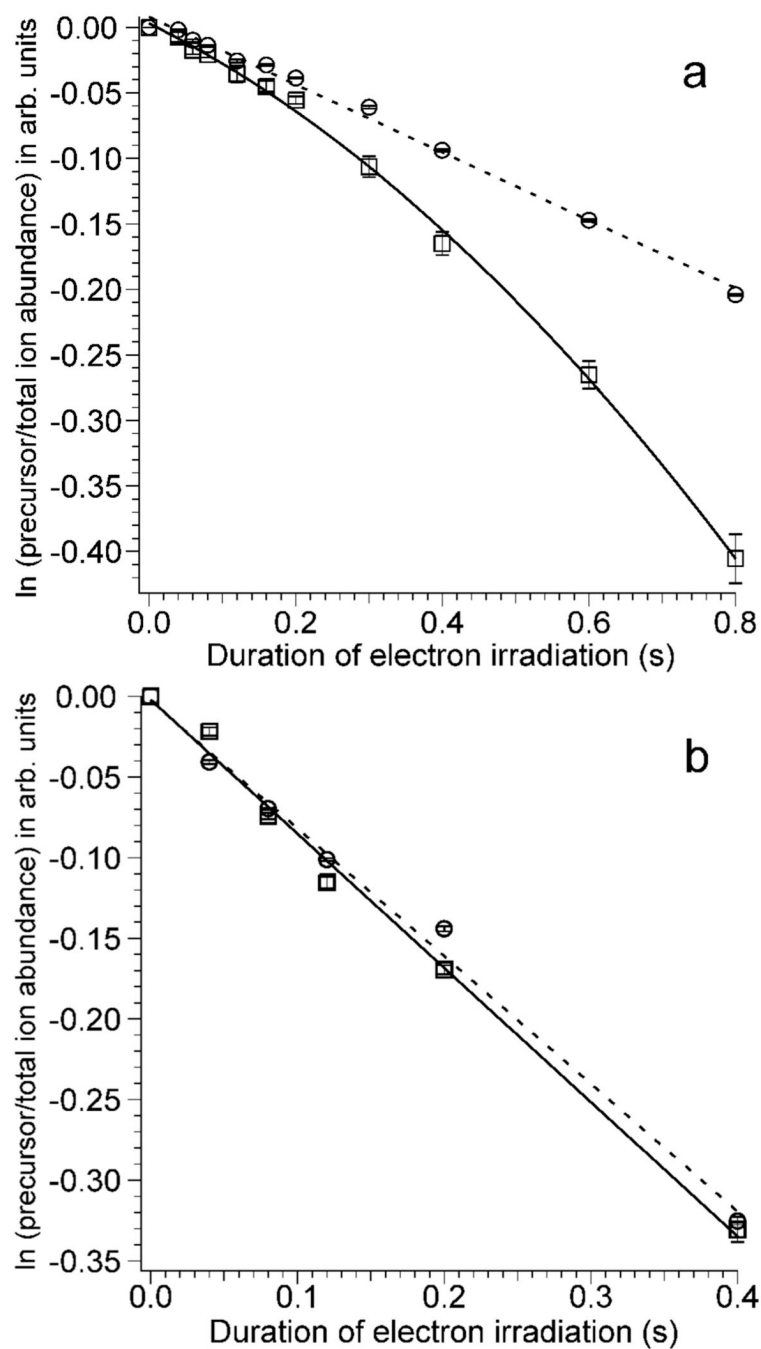 ln (precursor/total ion abundance) in arb. units
a
0.00
-0.05
-0.10
-0.15
-0.20
-0.25
-0.30
-0.35
-0.40
0.0 0.2 0.4 0.6 0.8
Duration of electron irradiation (s)
ln (precursor/total ion abundance) in arb. units
b
0.00
-0.05
-0.10
-0.15
-0.20
-0.25
-0.30
-0.35
0.0 0.1 0.2 0.3 0.4
Duration of electron irradiation (s)